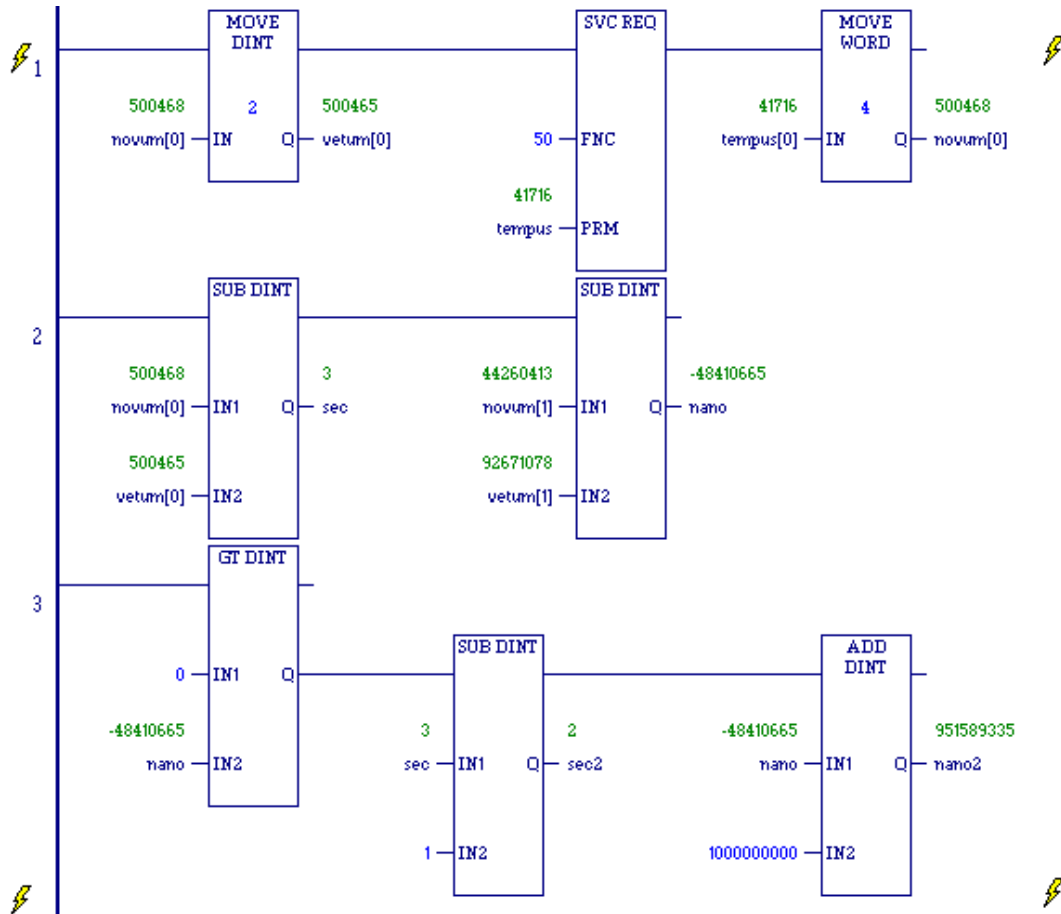 MOVE DINT
SVC REQ
MOVE WORD
1
500468 2 500465
novum[0] IN Q vetum[0]
50 FNC
41716 4 500468
tempus[0] IN Q novum[0]
41716
tempus PRM
SUB DINT SUB DINT
2
500468 3 44260413 -48410665
novum[0] IN1 Q sec novum[1] IN1 Q nano
500465 92671078
vetum[0] IN2 vetum[1] IN2
GT DINT
3
SUB DINT
ADD DINT
0 IN1 Q
-48410665 3 2 -48410665 951589335
nano IN2 sec IN1 Q sec2 nano IN1 Q nano2
1 IN2 1000000000 IN2